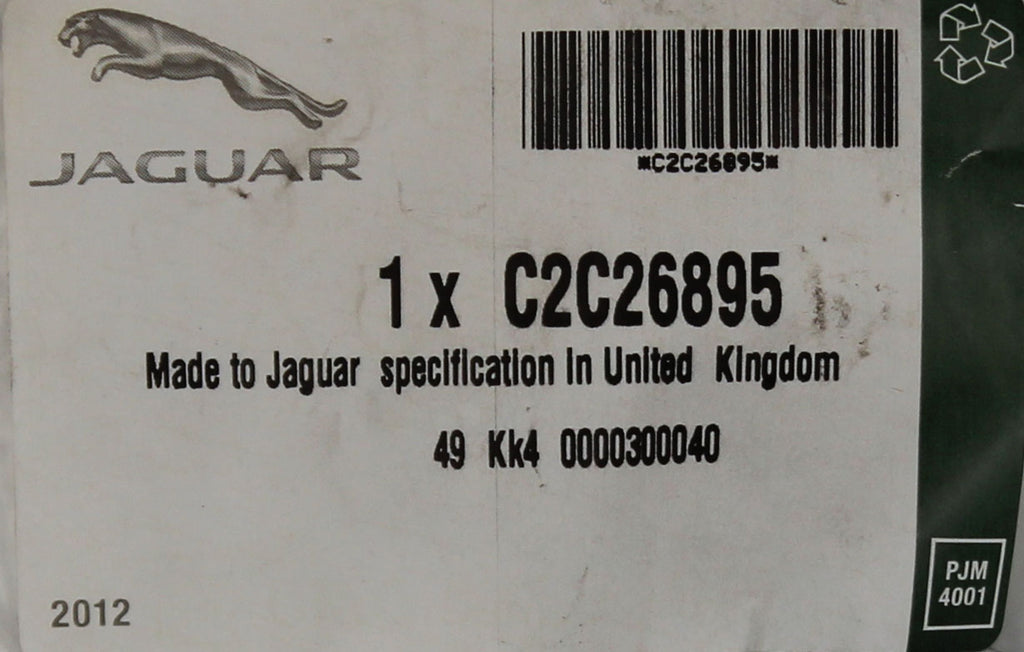 JAGUAR
*C2C26895*
1 x C2C26895
Made to Jaguar specification in United Kingdom
49 Kk4 0000300040
2012
PJM
4001